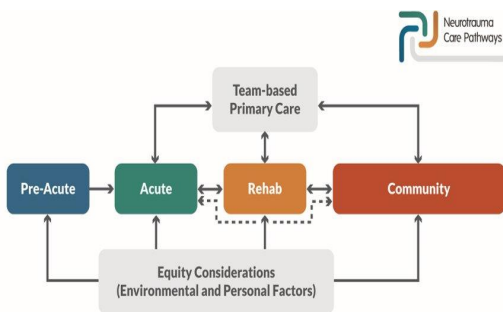 Neurotrauma
Care Pathways
Team-based
Primary Care
Pre-Acute
Acute
Rehab
Community
Equity Considerations
(Environmental and Personal Factors)